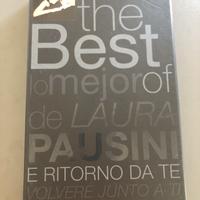 the
Best
lo mejor of
de LAURA
PAUSINI
E RITORNO DA TE
VOLVERÉ JUNTO A TI